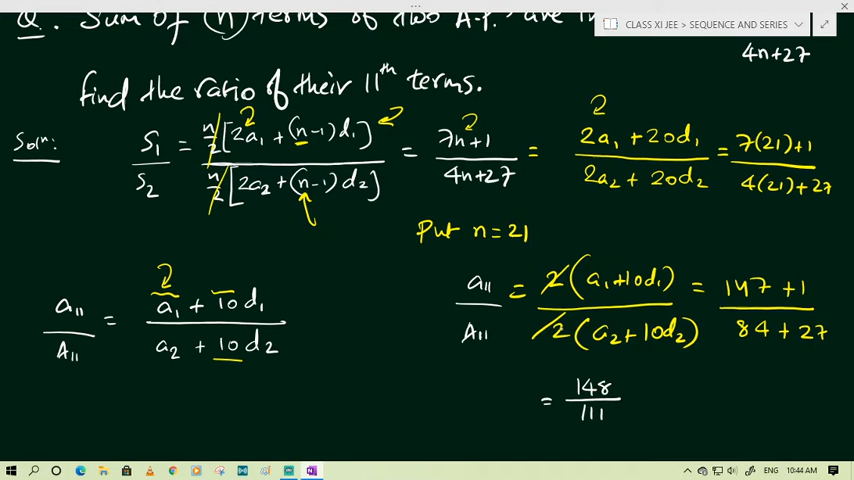 Q. Sum of (n) terms of two A.P.s are in
CLASS XI JEE > SEQUENCE AND SERIES
4n+27
find the ratio of their 11th terms.
Soln: S1/S2 = n/2[2a1+(n-1)d1] / n/2[2a2+(n-1)d2] = 7n+1 / 4n+27 = 2a1+20d1 / 2a2+20d2 = 7(21)+1 / 4(21)+27
Put n=21
a11/A11 = a1+10d1 / a2+10d2
a11/A11 = 2(a1+10d1) / 2(a2+10d2) = 147+1 / 84+27
= 148/111
ENG 10:44 AM